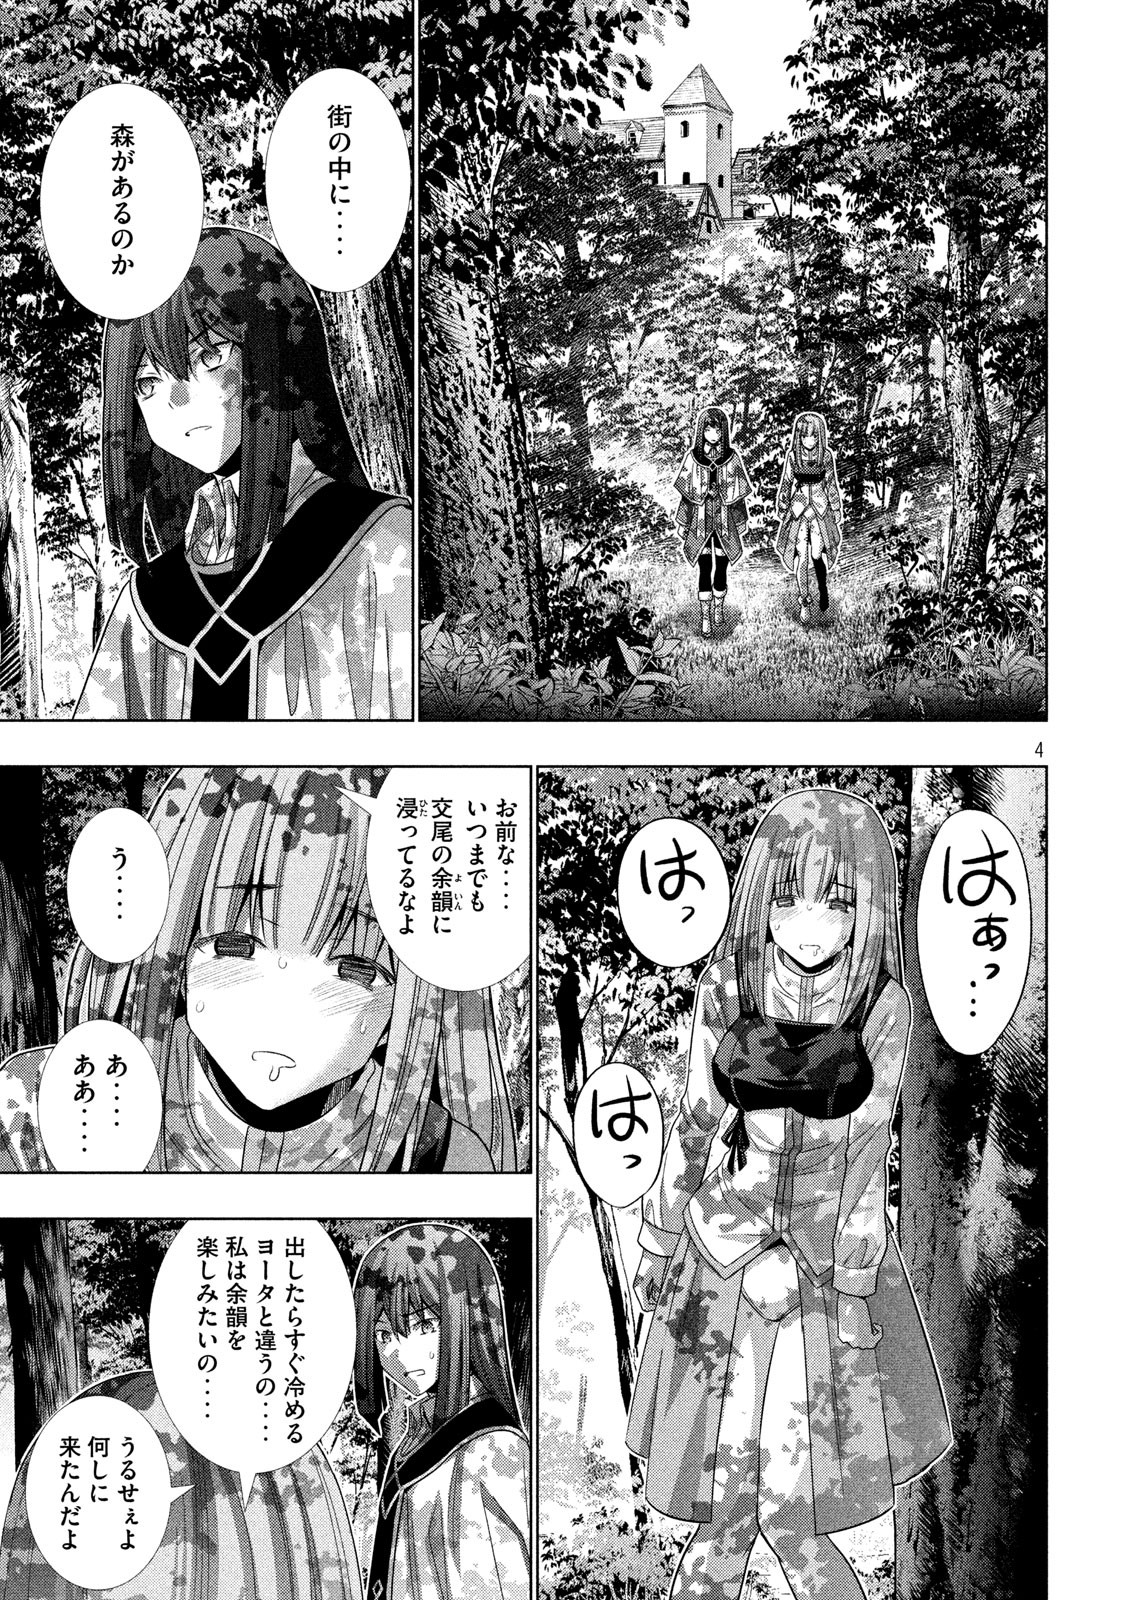 街の中に‥‥
森があるのか
4
はぁっ‥‥
はっ
はっ
お前な‥‥
いつまでも
交尾の余韻に
浸ってるなよ
う‥‥
あ‥‥
ああ‥‥
出したらすぐ冷める
ヨータと違うの‥‥
私は余韻を
楽しみたいの‥‥
うるせぇよ
何しに
来たんだよ